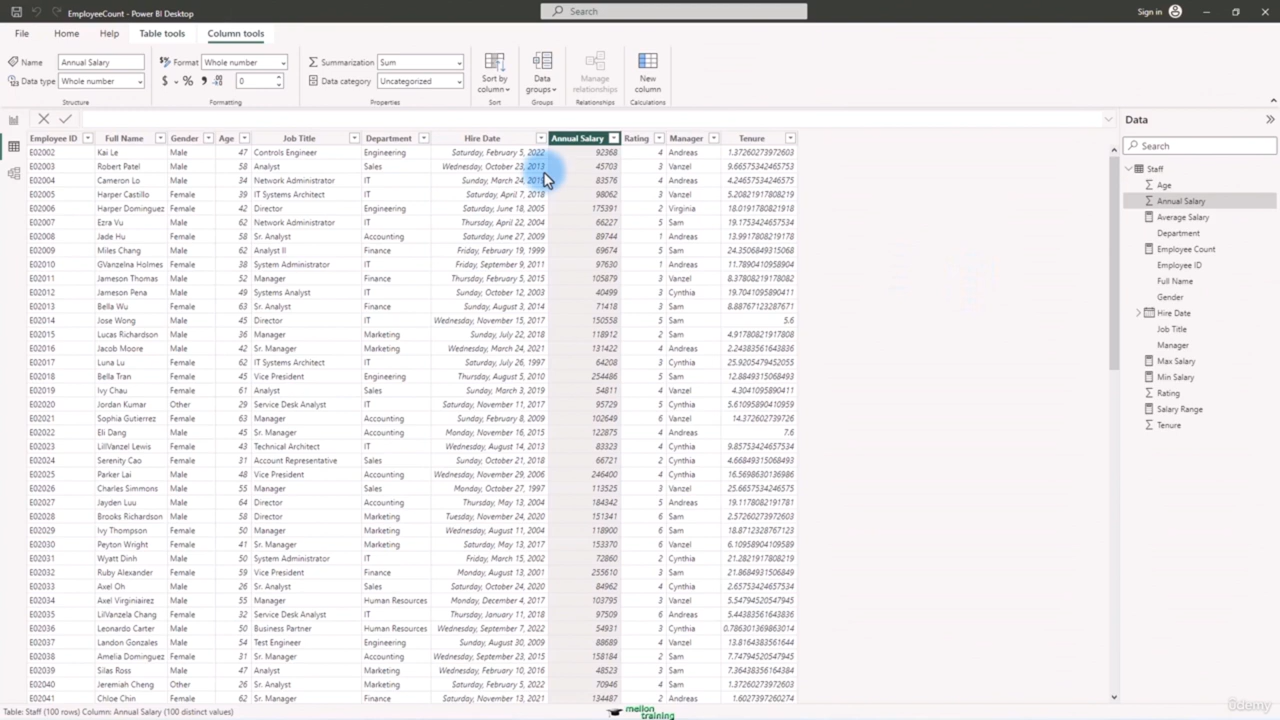 EmployeeCount - Power BI Desktop
Search
Sign in
File Home Help Table tools Column tools
Name Annual Salary
Format Whole number
Summarization Sum
Data type Whole number
$ % 0
Data category Uncategorized
Sort by column
Data groups
Manage relationships
New column
Structure Formatting Properties Sort Groups Relationships Calculations
Employee ID Full Name Gender Age Job Title Department Hire Date Annual Salary Rating Manager Tenure
E02002 Kai Le Male 47 Controls Engineer Engineering Saturday, February 5, 2022 92368 4 Andreas 1.37260273972603
E02003 Robert Patel Male 58 Analyst Sales Wednesday, October 23, 2013 45703 3 Vanzel 9.66575342465753
E02004 Cameron Lo Male 34 Network Administrator IT Sunday, March 24, 2019 83576 4 Andreas 4.24657534246575
E02005 Harper Castillo Female 39 IT Systems Architect IT Saturday, April 7, 2018 98062 3 Vanzel 5.20821917808219
E02006 Harper Dominguez Female 42 Director Engineering Saturday, June 18, 2005 175391 2 Virginia 18.0191780821918
E02007 Ezra Vu Male 62 Network Administrator IT Thursday, April 22, 2004 66227 5 Sam 19.1753424657534
E02008 Jade Hu Female 58 Sr. Analyst Accounting Saturday, June 27, 2009 89744 1 Andreas 13.9917808219178
E02009 Miles Chang Female 62 Analyst II Finance Friday, February 19, 1999 69674 5 Sam 24.3506849315068
E02010 GVanzelna Holmes Female 38 System Administrator IT Friday, September 9, 2011 97630 1 Andreas 11.7890410958904
E02011 Jameson Thomas Female 52 Manager Finance Thursday, February 5, 2015 105879 3 Vanzel 8.37808219178082
E02012 Jameson Pena Male 49 Systems Analyst IT Sunday, October 12, 2003 40499 3 Cynthia 19.7041095890411
E02013 Bella Wu Female 63 Sr. Analyst Finance Sunday, August 3, 2014 71418 3 Sam 8.88767123287671
E02014 Jose Wong Male 45 Director IT Wednesday, November 15, 2017 150558 5 Sam 5.6
E02015 Lucas Richardson Male 36 Manager Marketing Sunday, July 22, 2018 118912 2 Sam 4.91780821917808
E02016 Jacob Moore Male 42 Sr. Manager Marketing Wednesday, March 24, 2021 131422 4 Andreas 2.24383561643836
E02017 Luna Lu Female 62 IT Systems Architect IT Saturday, July 26, 1997 64208 3 Cynthia 25.9205479452055
E02018 Bella Tran Female 45 Vice President Engineering Thursday, August 5, 2010 254486 5 Sam 12.8849315068493
E02019 Ivy Chau Female 61 Analyst Sales Sunday, March 3, 2019 54811 4 Vanzel 4.3041095890411
E02020 Jordan Kumar Other 29 Service Desk Analyst IT Saturday, November 11, 2017 95729 5 Cynthia 5.61095890410959
E02021 Sophia Gutierrez Female 63 Manager Accounting Sunday, February 8, 2009 102649 6 Vanzel 14.372602739726
E02022 Eli Dang Male 45 Sr. Manager Accounting Monday, November 16, 2015 122875 4 Andreas 7.6
E02023 LillVanzel Lewis Female 43 Technical Architect IT Wednesday, August 14, 2013 83323 4 Cynthia 9.85753424657534
E02024 Serenity Cao Female 31 Account Representative Sales Sunday, October 21, 2018 66721 2 Cynthia 4.66849315068493
E02025 Parker Lai Male 48 Vice President Accounting Wednesday, November 29, 2006 246400 4 Cynthia 16.5698630136986
E02026 Charles Simmons Male 55 Manager Sales Monday, October 27, 1997 113525 3 Vanzel 25.6657534246575
E02027 Jayden Luu Male 64 Director Accounting Thursday, May 13, 2004 184342 5 Andreas 19.1178082191781
E02028 Brooks Richardson Male 58 Director Marketing Tuesday, November 24, 2020 151341 6 Sam 2.57260273972603
E02029 Ivy Thompson Female 50 Manager Marketing Wednesday, August 11, 2004 118900 6 Sam 18.8712328767123
E02030 Peyton Wright Female 41 Sr. Manager Marketing Saturday, May 13, 2017 153370 6 Vanzel 6.10958904109589
E02031 Wyatt Dinh Male 50 System Administrator IT Friday, March 15, 2002 72860 2 Cynthia 21.2821917808219
E02032 Ruby Alexander Female 59 Vice President Finance Monday, August 13, 2001 255610 3 Sam 21.8684931506849
E02033 Axel Oh Male 26 Sr. Analyst Sales Saturday, October 24, 2020 84962 4 Sam 2.65753424657534
E02034 Axel Virginiairez Male 55 Manager Human Resources Monday, December 4, 2017 103795 3 Vanzel 5.54794520547945
E02035 LilVanzela Chang Female 32 Service Desk Analyst IT Thursday, January 11, 2018 97509 6 Andreas 5.44383561643836
E02036 Leonardo Carter Male 50 Business Partner Human Resources Wednesday, September 7, 2022 54931 3 Cynthia 0.786301369863014
E02037 Landon Gonzales Male 54 Test Engineer Engineering Sunday, August 30, 2009 88689 4 Vanzel 13.8164383561644
E02038 Amelia Dominguez Female 31 Sr. Manager Accounting Wednesday, September 23, 2015 158184 2 Sam 7.74794520547945
E02039 Silas Ross Male 47 Analyst Marketing Wednesday, February 10, 2016 48523 3 Sam 7.36438356164384
E02040 Jeremiah Cheng Other 26 Sr. Analyst Marketing Saturday, February 5, 2022 70946 4 Sam 1.37260273972603
E02041 Chloe Chin Female 62 Sr. Manager Accounting Saturday, November 13, 2021 134487 2 Andreas 1.6027397260274
Data
Search
Staff
Age
Annual Salary
Average Salary
Department
Employee Count
Employee ID
Full Name
Gender
Hire Date
Job Title
Manager
Max Salary
Min Salary
Rating
Salary Range
Tenure
Table: Staff (100 rows) Column: Annual Salary (100 distinct values)
meilon
training
ûdemy